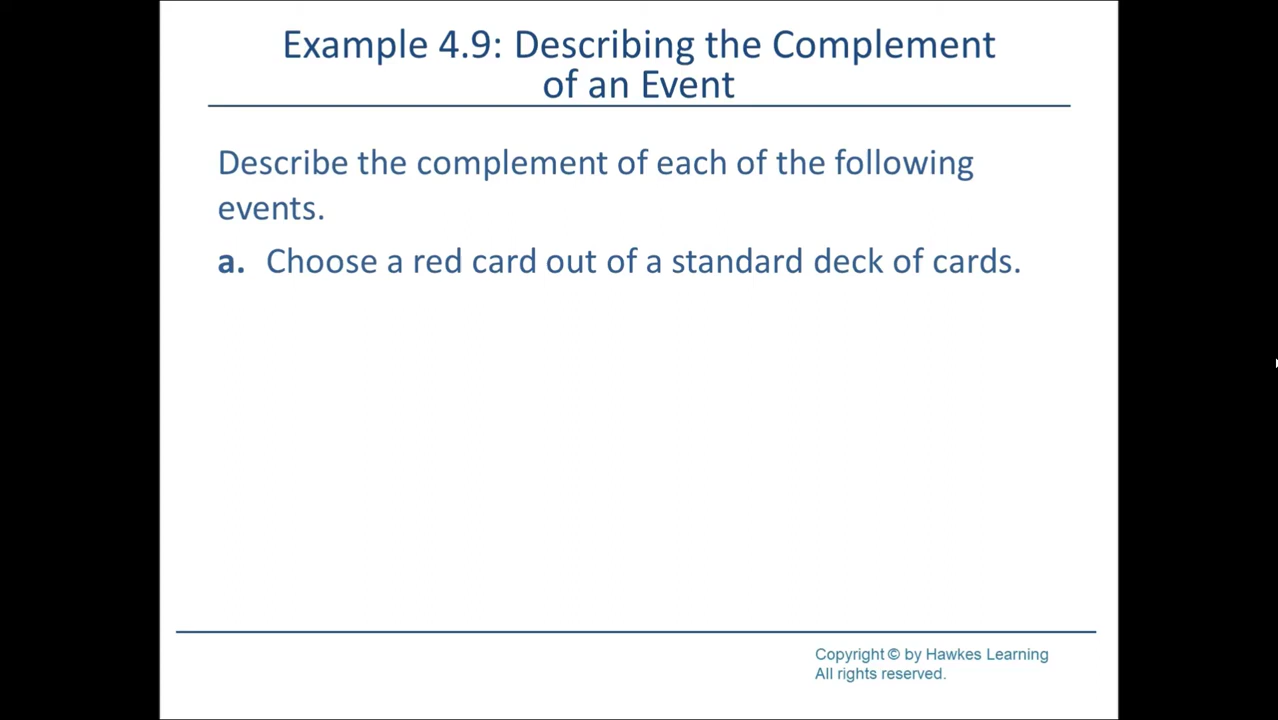 Example 4.9: Describing the Complement
of an Event
Describe the complement of each of the following
events.
a. Choose a red card out of a standard deck of cards.
Copyright © by Hawkes Learning
All rights reserved.